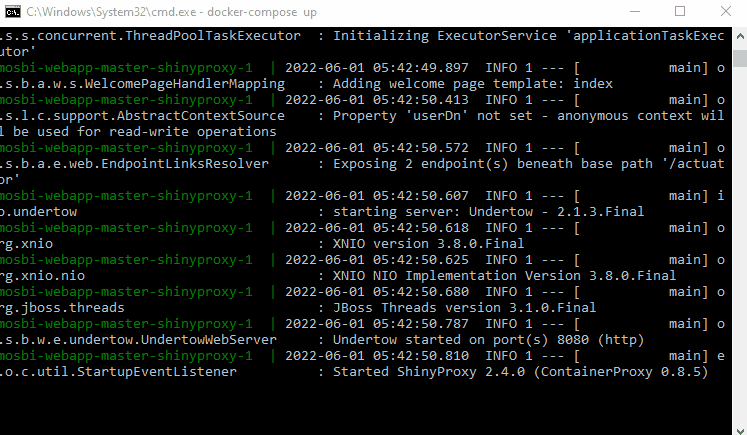 C:\Windows\System32\cmd.exe - docker-compose up
.s.s.concurrent.ThreadPoolTaskExecutor  : Initializing ExecutorService 'applicationTaskExec
utor'
mosbi-webapp-master-shinyproxy-1  | 2022-06-01 05:42:49.897  INFO 1 --- [           main] o
.s.b.a.w.s.WelcomePageHandlerMapping    : Adding welcome page template: index
mosbi-webapp-master-shinyproxy-1  | 2022-06-01 05:42:50.413  INFO 1 --- [           main] o
.s.l.c.support.AbstractContextSource    : Property 'userDn' not set - anonymous context wil
l be used for read-write operations
mosbi-webapp-master-shinyproxy-1  | 2022-06-01 05:42:50.572  INFO 1 --- [           main] o
.s.b.a.e.web.EndpointLinksResolver      : Exposing 2 endpoint(s) beneath base path '/actuat
or'
mosbi-webapp-master-shinyproxy-1  | 2022-06-01 05:42:50.607  INFO 1 --- [           main] i
o.undertow                              : starting server: Undertow - 2.1.3.Final
mosbi-webapp-master-shinyproxy-1  | 2022-06-01 05:42:50.618  INFO 1 --- [           main] o
rg.xnio                                 : XNIO version 3.8.0.Final
mosbi-webapp-master-shinyproxy-1  | 2022-06-01 05:42:50.625  INFO 1 --- [           main] o
rg.xnio.nio                             : XNIO NIO Implementation Version 3.8.0.Final
mosbi-webapp-master-shinyproxy-1  | 2022-06-01 05:42:50.680  INFO 1 --- [           main] o
rg.jboss.threads                        : JBoss Threads version 3.1.0.Final
mosbi-webapp-master-shinyproxy-1  | 2022-06-01 05:42:50.787  INFO 1 --- [           main] o
.s.b.w.e.undertow.UndertowWebServer     : Undertow started on port(s) 8080 (http)
mosbi-webapp-master-shinyproxy-1  | 2022-06-01 05:42:50.810  INFO 1 --- [           main] e
.o.c.util.StartupEventListener          : Started ShinyProxy 2.4.0 (ContainerProxy 0.8.5)